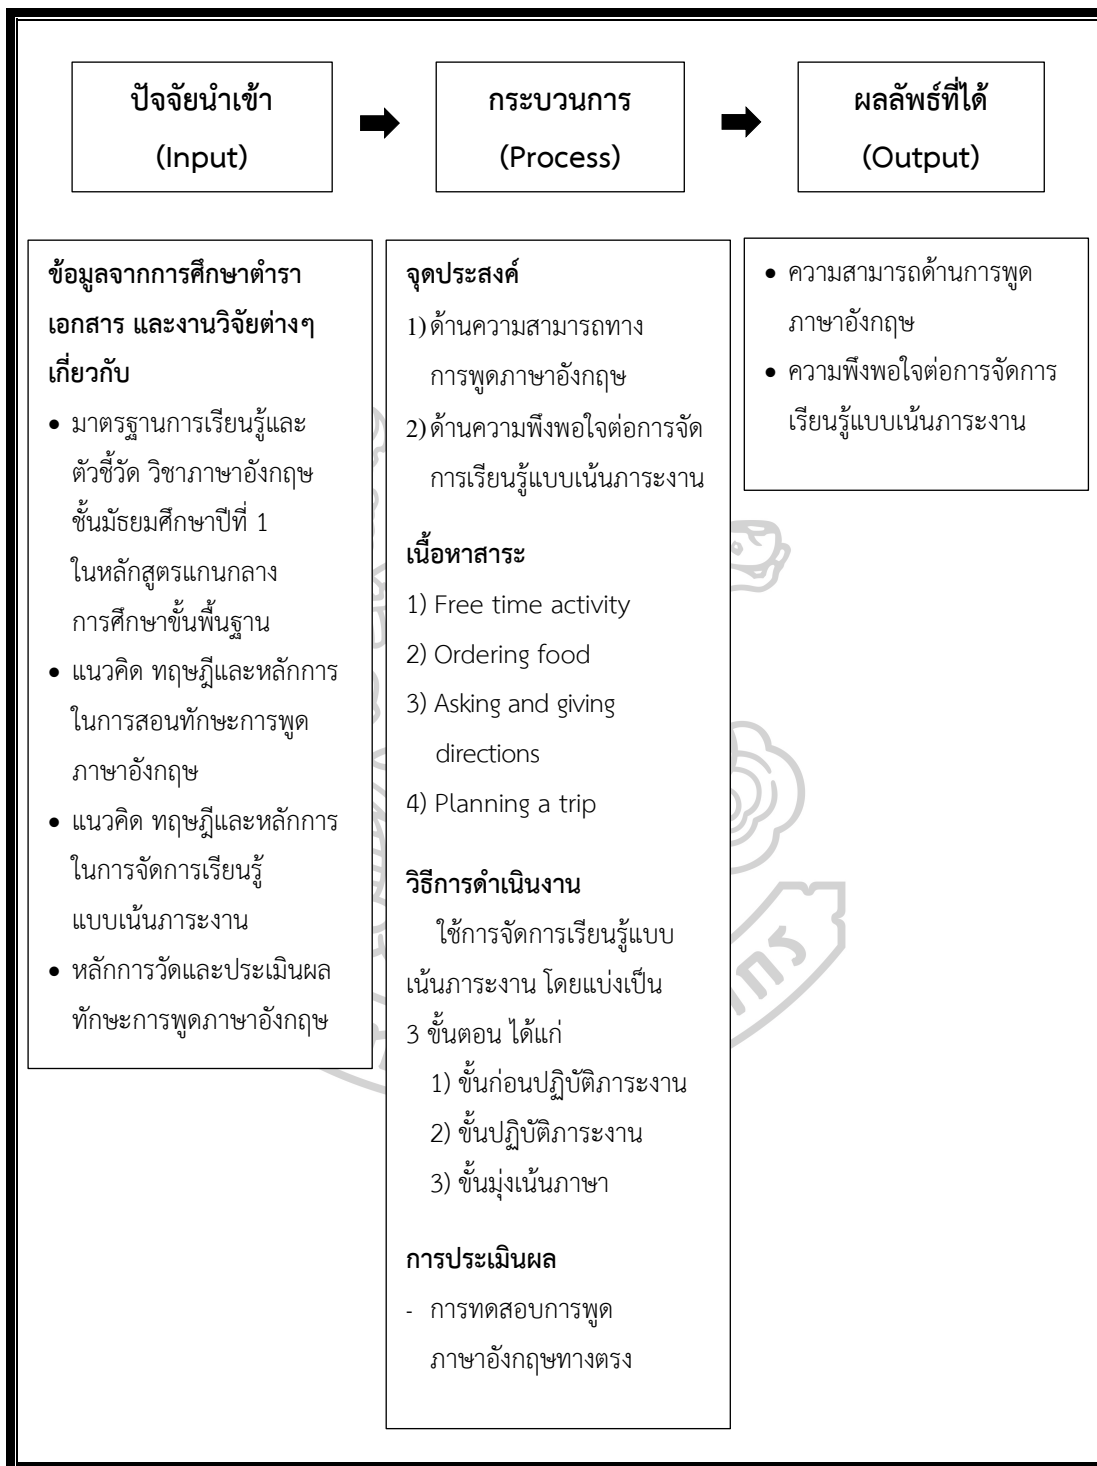 ปัจจัยนำเข้า
(Input)
กระบวนการ
(Process)
ผลลัพธ์ที่ได้
(Output)
ข้อมูลจากการศึกษาตำรา
เอกสาร และงานวิจัยต่างๆ
เกี่ยวกับ
• มาตรฐานการเรียนรู้และ
ตัวชี้วัด วิชาภาษาอังกฤษ
ชั้นมัธยมศึกษาปีที่ 1
ในหลักสูตรแกนกลาง
การศึกษาขั้นพื้นฐาน
• แนวคิด ทฤษฎีและหลักการ
ในการสอนทักษะการพูด
ภาษาอังกฤษ
• แนวคิด ทฤษฎีและหลักการ
ในการจัดการเรียนรู้
แบบเน้นภาระงาน
• หลักการวัดและประเมินผล
ทักษะการพูดภาษาอังกฤษ
จุดประสงค์
1) ด้านความสามารถทาง
การพูดภาษาอังกฤษ
2) ด้านความพึงพอใจต่อการจัด
การเรียนรู้แบบเน้นภาระงาน
เนื้อหาสาระ
1) Free time activity
2) Ordering food
3) Asking and giving
directions
4) Planning a trip
วิธีการดำเนินงาน
ใช้การจัดการเรียนรู้แบบ
เน้นภาระงาน โดยแบ่งเป็น
3 ขั้นตอน ได้แก่
1) ขั้นก่อนปฏิบัติภาระงาน
2) ขั้นปฏิบัติภาระงาน
3) ขั้นมุ่งเน้นภาษา
การประเมินผล
- การทดสอบการพูด
ภาษาอังกฤษทางตรง
• ความสามารถด้านการพูด
ภาษาอังกฤษ
• ความพึงพอใจต่อการจัดการ
เรียนรู้แบบเน้นภาระงาน